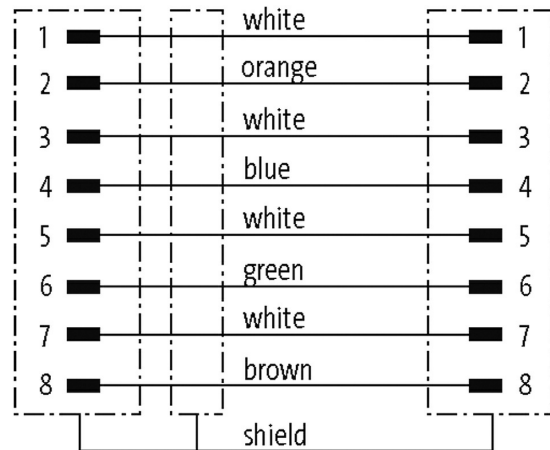 1 white 1
2 orange 2
3 white 3
4 blue 4
5 white 5
6 green 6
7 white 7
8 brown 8
shield